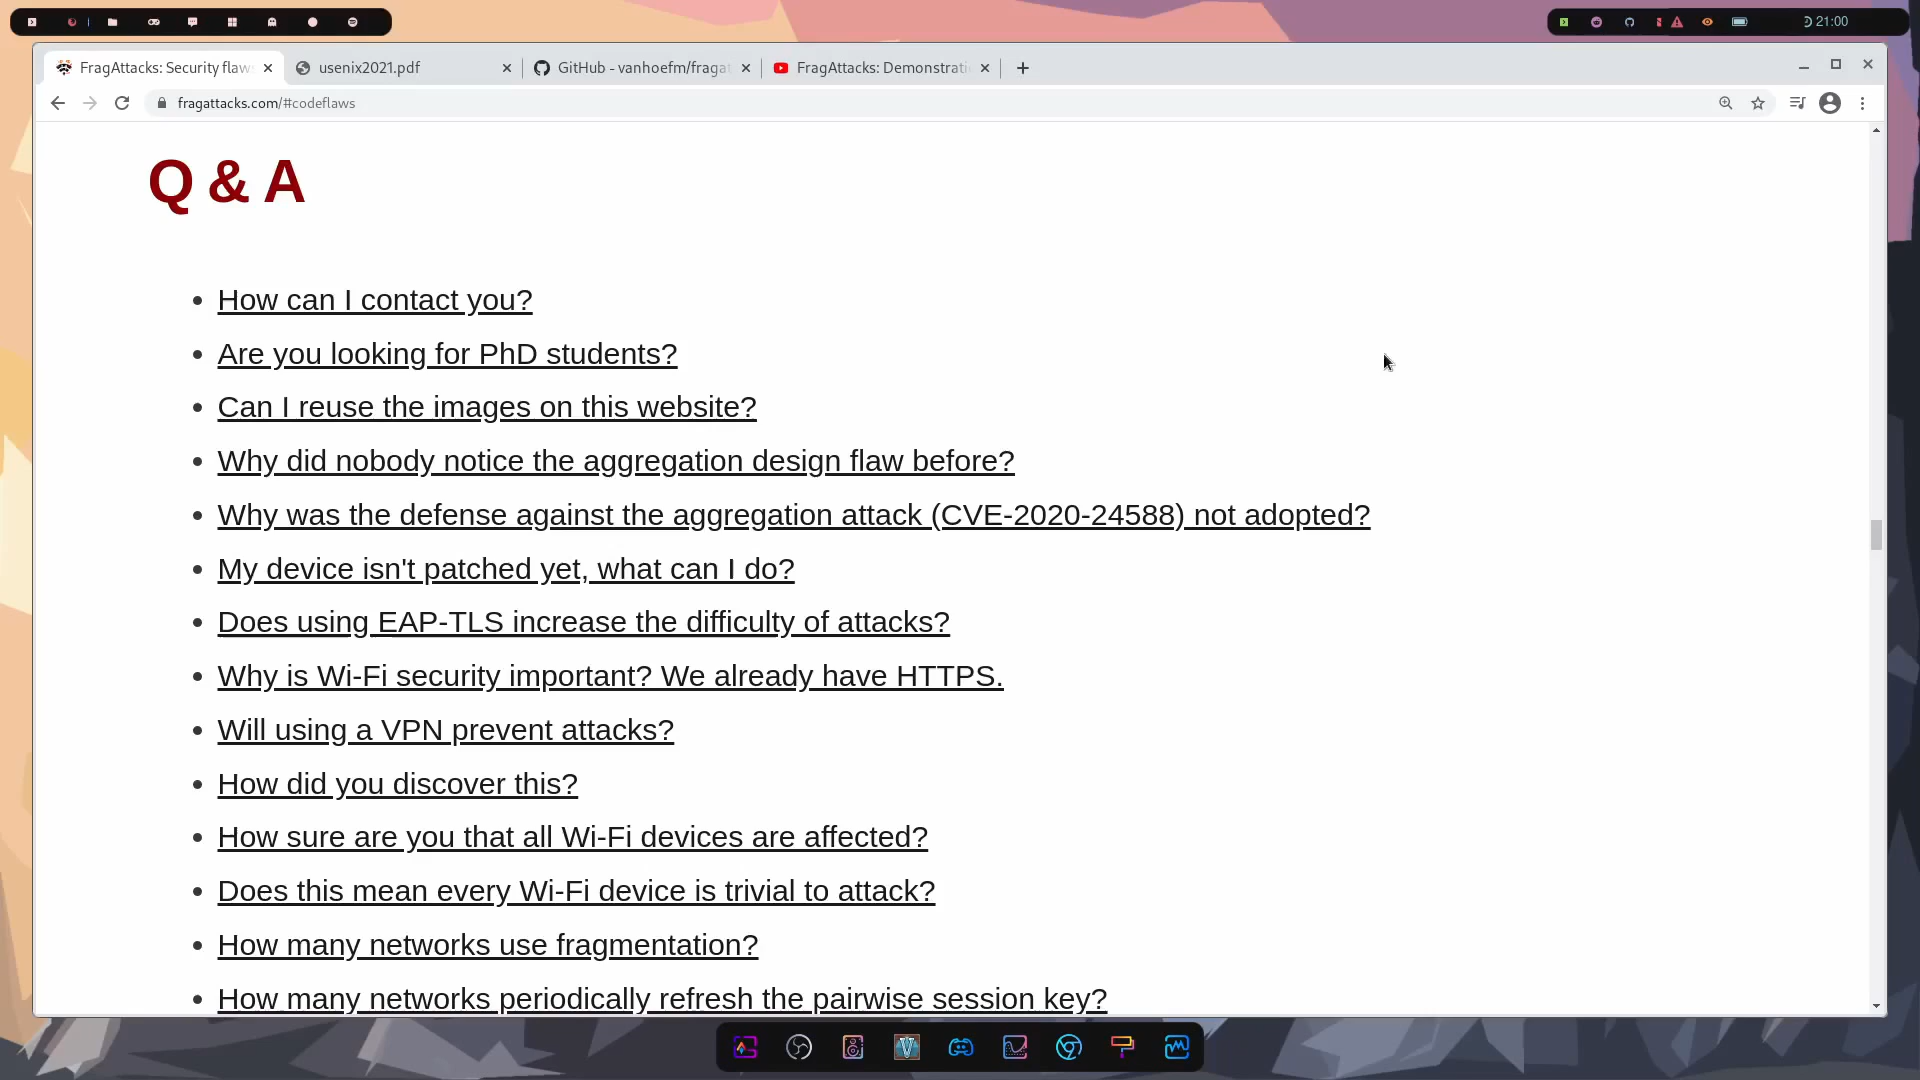 21:00
FragAttacks: Security flaw
usenix2021.pdf
GitHub - vanhoefm/fragat
FragAttacks: Demonstrati
fragattacks.com/#codeflaws
Q & A
How can I contact you?
Are you looking for PhD students?
Can I reuse the images on this website?
Why did nobody notice the aggregation design flaw before?
Why was the defense against the aggregation attack (CVE-2020-24588) not adopted?
My device isn't patched yet, what can I do?
Does using EAP-TLS increase the difficulty of attacks?
Why is Wi-Fi security important? We already have HTTPS.
Will using a VPN prevent attacks?
How did you discover this?
How sure are you that all Wi-Fi devices are affected?
Does this mean every Wi-Fi device is trivial to attack?
How many networks use fragmentation?
How many networks periodically refresh the pairwise session key?